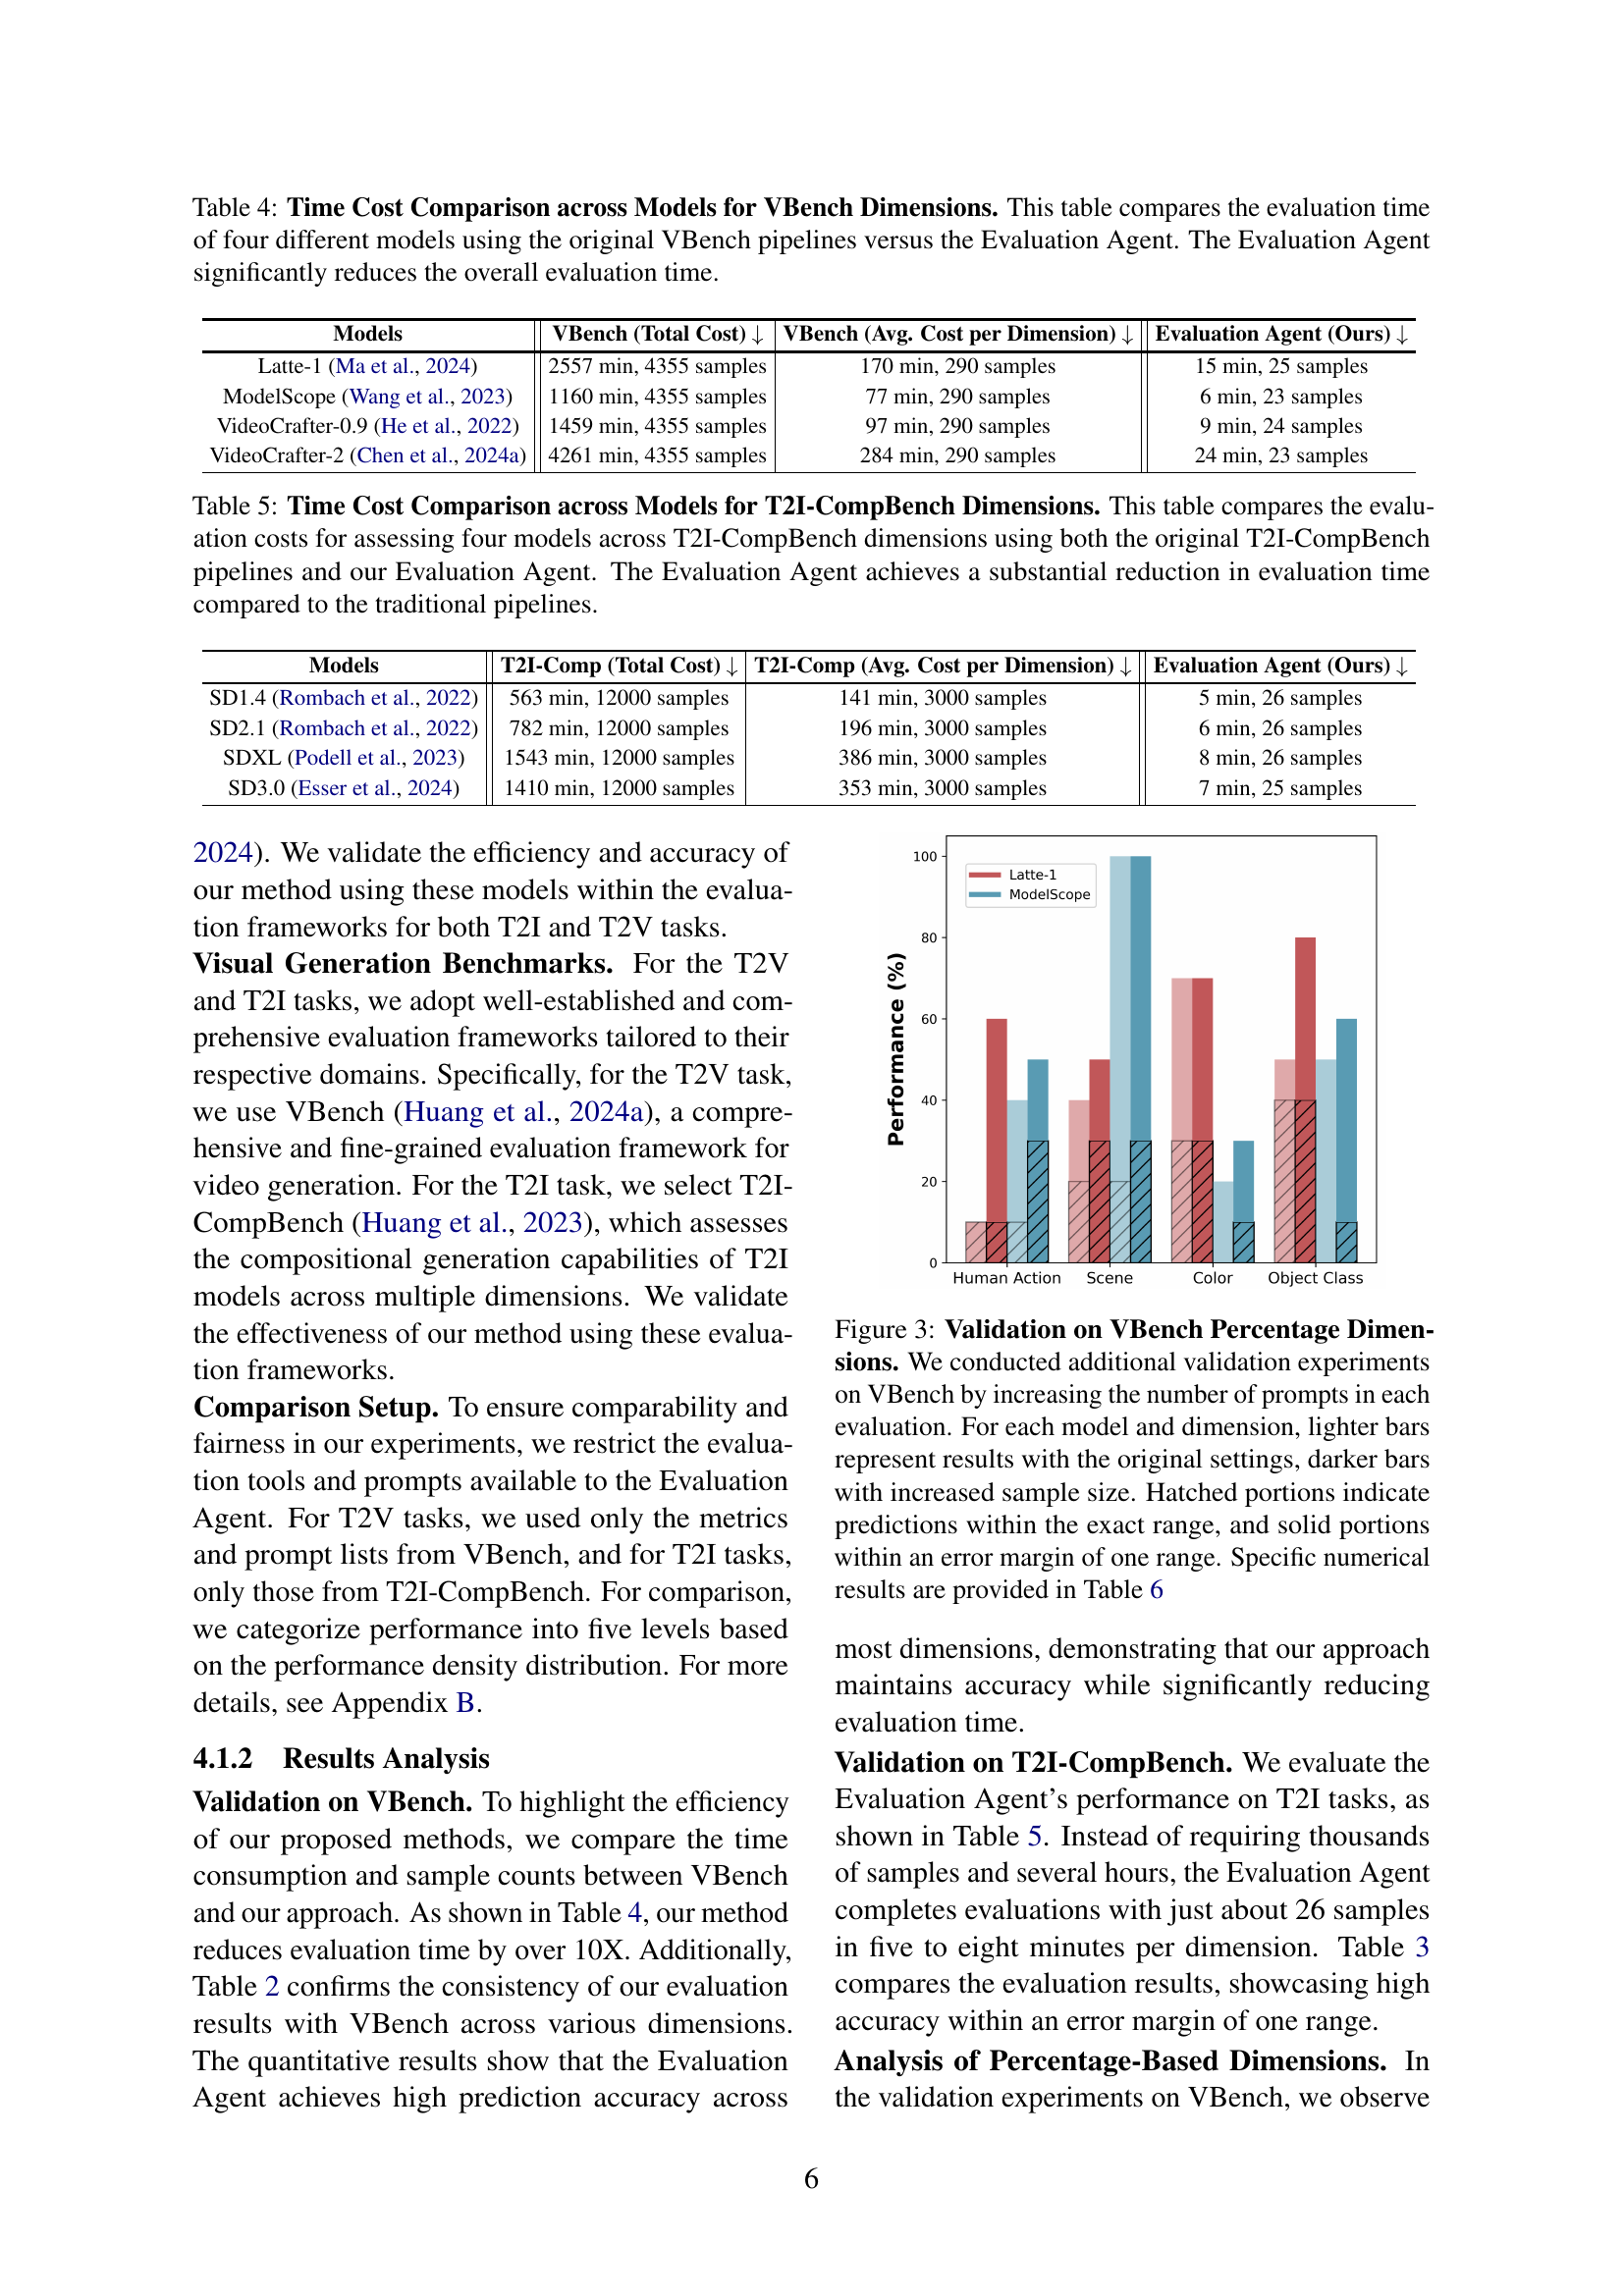 Table 4: Time Cost Comparison across Models for VBench Dimensions. This table compares the evaluation time
of four different models using the original VBench pipelines versus the Evaluation Agent. The Evaluation Agent
significantly reduces the overall evaluation time.
Models VBench (Total Cost) ↓ VBench (Avg. Cost per Dimension) ↓ Evaluation Agent (Ours) ↓
Latte-1 (Ma et al., 2024) 2557 min, 4355 samples 170 min, 290 samples 15 min, 25 samples
ModelScope (Wang et al., 2023) 1160 min, 4355 samples 77 min, 290 samples 6 min, 23 samples
VideoCrafter-0.9 (He et al., 2022) 1459 min, 4355 samples 97 min, 290 samples 9 min, 24 samples
VideoCrafter-2 (Chen et al., 2024a) 4261 min, 4355 samples 284 min, 290 samples 24 min, 23 samples
Table 5: Time Cost Comparison across Models for T2I-CompBench Dimensions. This table compares the evalu-
ation costs for assessing four models across T2I-CompBench dimensions using both the original T2I-CompBench
pipelines and our Evaluation Agent. The Evaluation Agent achieves a substantial reduction in evaluation time
compared to the traditional pipelines.
Models T2I-Comp (Total Cost) ↓ T2I-Comp (Avg. Cost per Dimension) ↓ Evaluation Agent (Ours) ↓
SD1.4 (Rombach et al., 2022) 563 min, 12000 samples 141 min, 3000 samples 5 min, 26 samples
SD2.1 (Rombach et al., 2022) 782 min, 12000 samples 196 min, 3000 samples 6 min, 26 samples
SDXL (Podell et al., 2023) 1543 min, 12000 samples 386 min, 3000 samples 8 min, 26 samples
SD3.0 (Esser et al., 2024) 1410 min, 12000 samples 353 min, 3000 samples 7 min, 25 samples
2024). We validate the efficiency and accuracy of
our method using these models within the evalua-
tion frameworks for both T2I and T2V tasks.
Visual Generation Benchmarks. For the T2V
and T2I tasks, we adopt well-established and com-
prehensive evaluation frameworks tailored to their
respective domains. Specifically, for the T2V task,
we use VBench (Huang et al., 2024a), a compre-
hensive and fine-grained evaluation framework for
video generation. For the T2I task, we select T2I-
CompBench (Huang et al., 2023), which assesses
the compositional generation capabilities of T2I
models across multiple dimensions. We validate
the effectiveness of our method using these evalua-
tion frameworks.
Comparison Setup. To ensure comparability and
fairness in our experiments, we restrict the evalua-
tion tools and prompts available to the Evaluation
Agent. For T2V tasks, we used only the metrics
and prompt lists from VBench, and for T2I tasks,
only those from T2I-CompBench. For comparison,
we categorize performance into five levels based
on the performance density distribution. For more
details, see Appendix B.
4.1.2 Results Analysis
Validation on VBench. To highlight the efficiency
of our proposed methods, we compare the time
consumption and sample counts between VBench
and our approach. As shown in Table 4, our method
reduces evaluation time by over 10X. Additionally,
Table 2 confirms the consistency of our evaluation
results with VBench across various dimensions.
The quantitative results show that the Evaluation
Agent achieves high prediction accuracy across
Performance (%)
100
80
60
40
20
0
Latte-1
ModelScope
Human Action Scene Color Object Class
Figure 3: Validation on VBench Percentage Dimen-
sions. We conducted additional validation experiments
on VBench by increasing the number of prompts in each
evaluation. For each model and dimension, lighter bars
represent results with the original settings, darker bars
with increased sample size. Hatched portions indicate
predictions within the exact range, and solid portions
within an error margin of one range. Specific numerical
results are provided in Table 6
most dimensions, demonstrating that our approach
maintains accuracy while significantly reducing
evaluation time.
Validation on T2I-CompBench. We evaluate the
Evaluation Agent's performance on T2I tasks, as
shown in Table 5. Instead of requiring thousands
of samples and several hours, the Evaluation Agent
completes evaluations with just about 26 samples
in five to eight minutes per dimension. Table 3
compares the evaluation results, showcasing high
accuracy within an error margin of one range.
Analysis of Percentage-Based Dimensions. In
the validation experiments on VBench, we observe
6